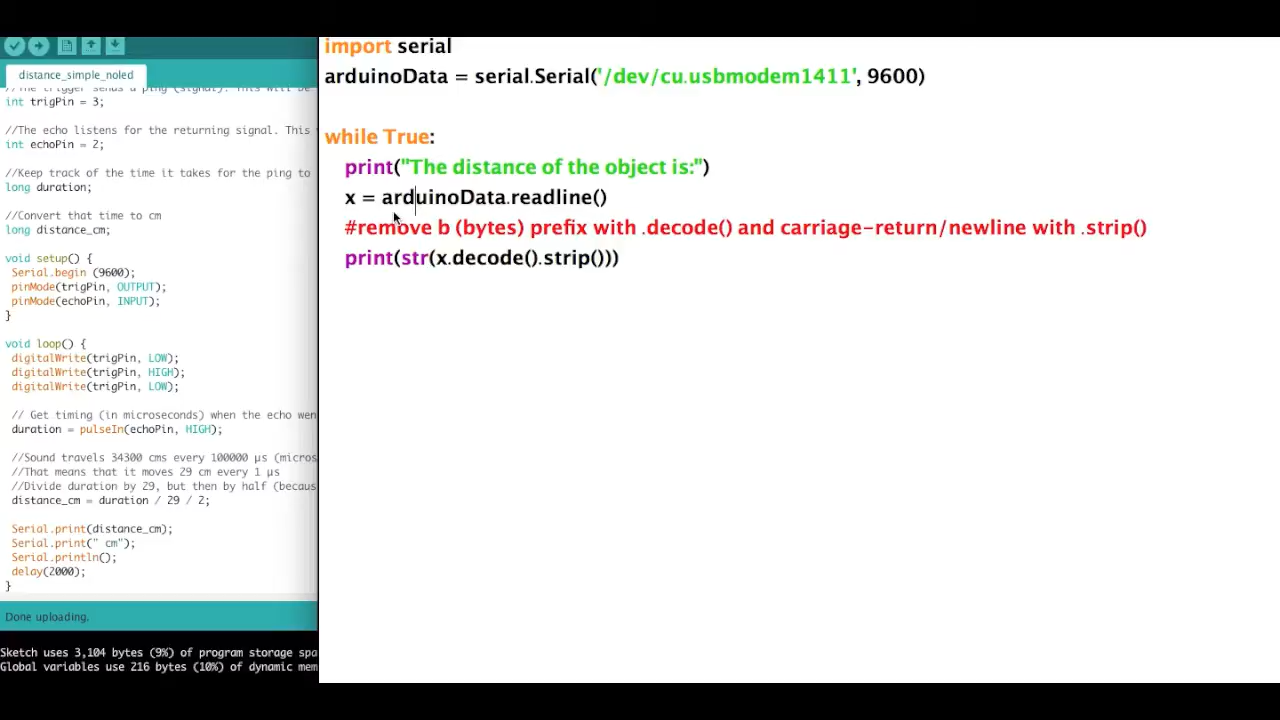 distance_simple_noled
//The trigger sends a ping (signal). This will be
int trigPin = 3;
//The echo listens for the returning signal. This
int echoPin = 2;
//Keep track of the time it takes for the ping to
long duration;
//Convert that time to cm
long distance_cm;
void setup() {
Serial.begin (9600);
pinMode(trigPin, OUTPUT);
pinMode(echoPin, INPUT);
}
void loop() {
digitalWrite(trigPin, LOW);
digitalWrite(trigPin, HIGH);
digitalWrite(trigPin, LOW);
// Get timing (in microseconds) when the echo wen
duration = pulseIn(echoPin, HIGH);
//Sound travels 34300 cms every 100000 µs (micros
//That means that it moves 29 cm every 1 µs
//Divide duration by 29, but then by half (becaus
distance_cm = duration / 29 / 2;
Serial.print(distance_cm);
Serial.print(" cm");
Serial.println();
delay(2000);
}
Done uploading.
Sketch uses 3,104 bytes (9%) of program storage spa
Global variables use 216 bytes (10%) of dynamic mem
import serial
arduinoData = serial.Serial('/dev/cu.usbmodem1411', 9600)
while True:
print("The distance of the object is:")
x = arduinoData.readline()
#remove b (bytes) prefix with .decode() and carriage-return/newline with .strip()
print(str(x.decode().strip()))